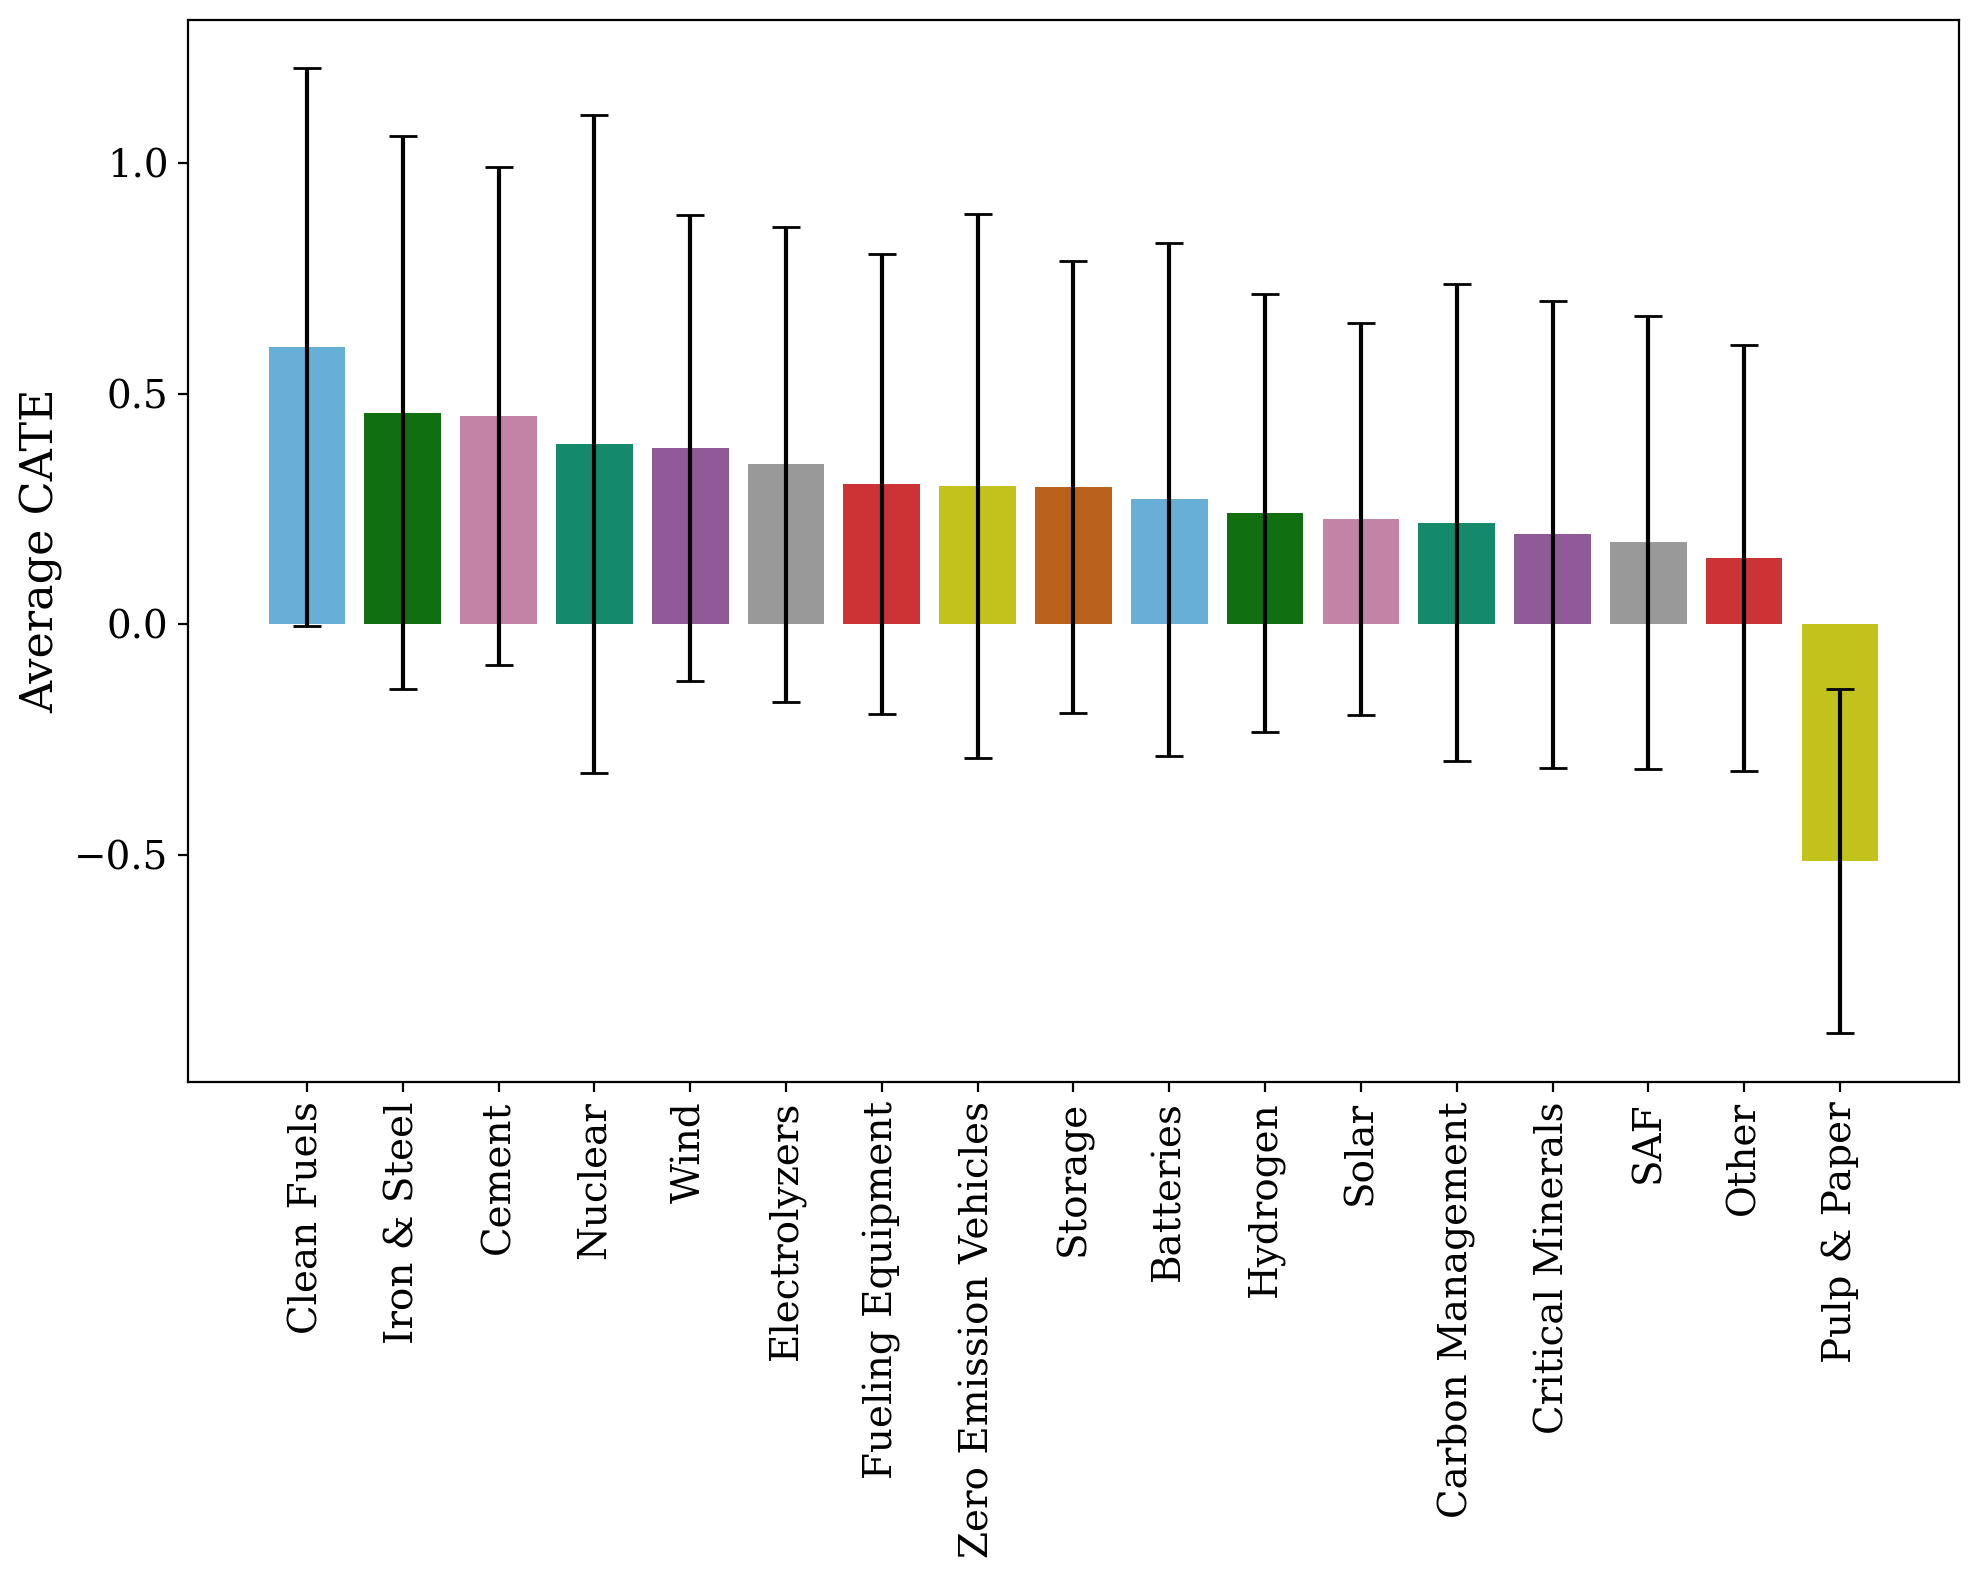 Average CATE
1.0
0.5
0.0
−0.5
Clean Fuels
Iron & Steel
Cement
Nuclear
Wind
Electrolyzers
Fueling Equipment
Zero Emission Vehicles
Storage
Batteries
Hydrogen
Solar
Carbon Management
Critical Minerals
SAF
Other
Pulp & Paper